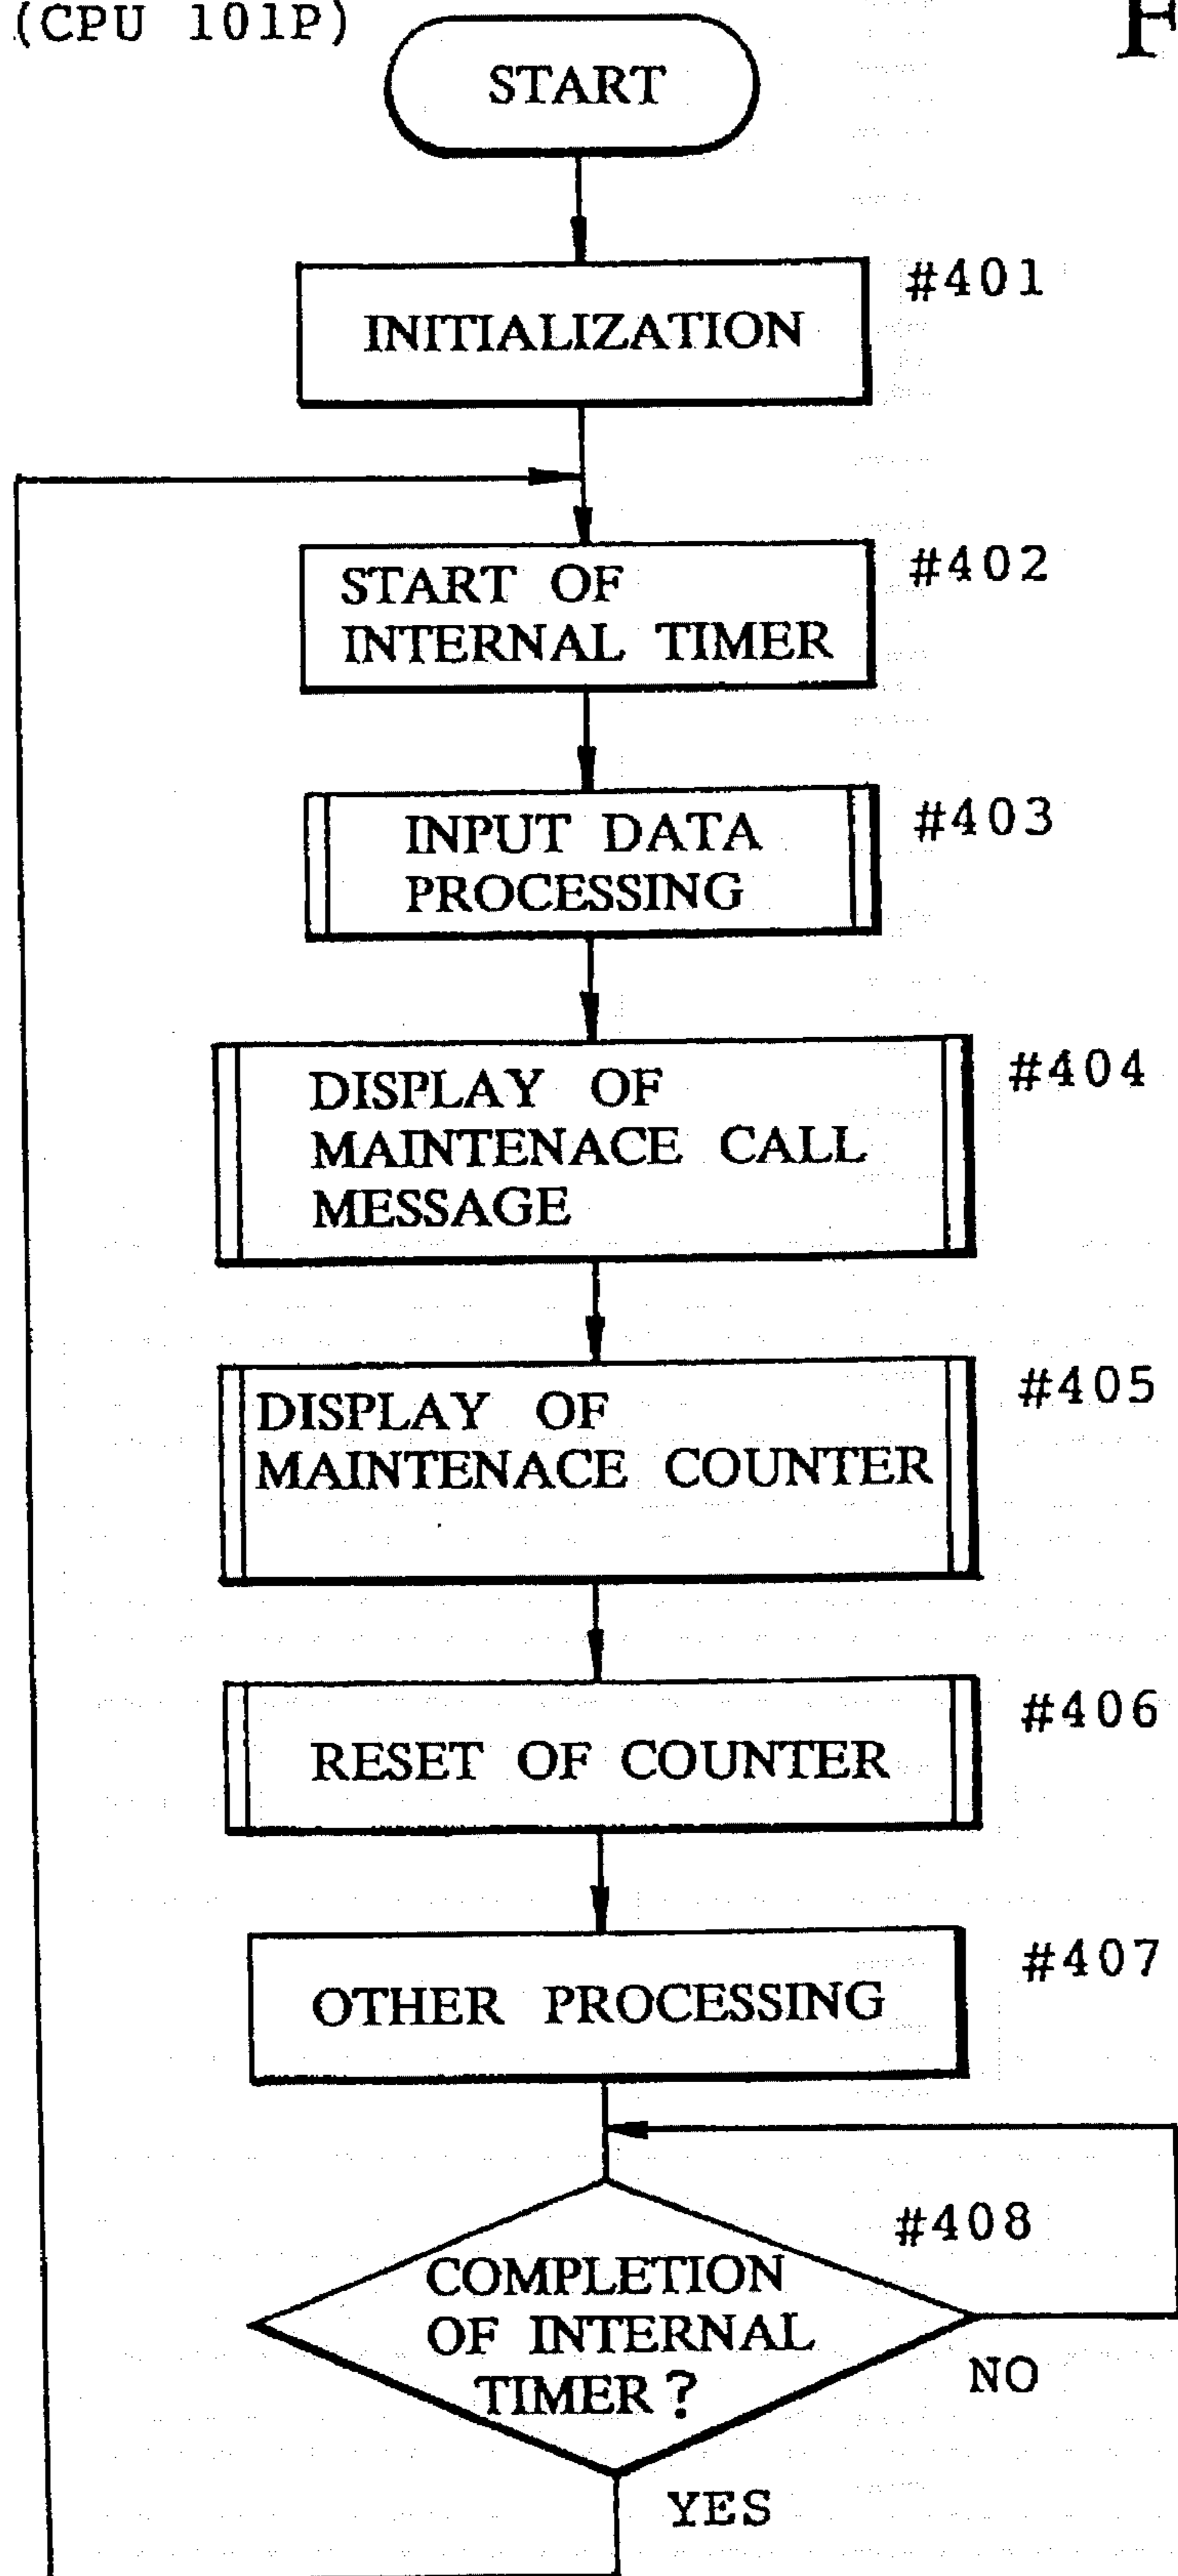 (CPU 101P)
F
START
INITIALIZATION
#401
START OF
INTERNAL TIMER
#402
INPUT DATA
PROCESSING
#403
DISPLAY OF
MAINTENACE CALL
MESSAGE
#404
DISPLAY OF
MAINTENACE COUNTER
#405
RESET OF COUNTER
#406
OTHER PROCESSING
#407
#408
COMPLETION
OF INTERNAL
TIMER?
NO
YES